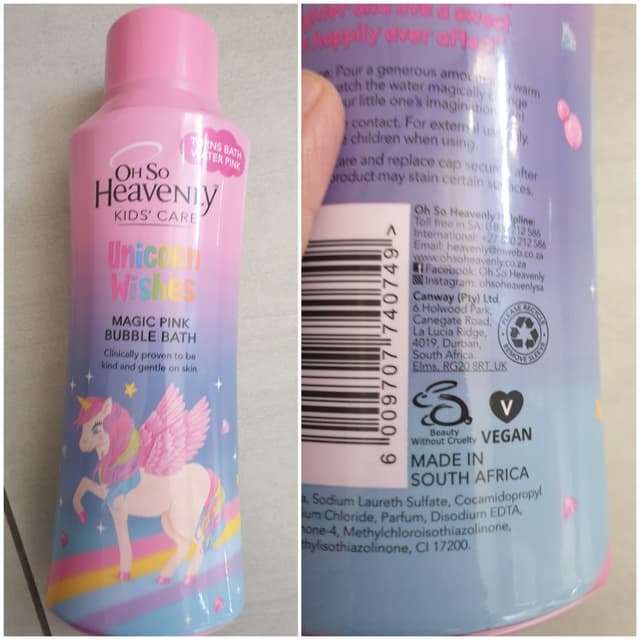 TURNS BATH
WATER PINK
OH SO
HEAVENLY
KIDS' CARE
Unicorn
Wishes
MAGIC PINK
BUBBLE BATH
Clinically proven to be
kind and gentle on skin
and live a sweet
happily ever after!"
Pour a generous warm
the water magically
your little one's imagination
contact. For external use only.
children when using.
and replace cap after
product may stain certain surfaces.
Oh So Heavenly Helpline:
Toll free in SA: 212 586
International: +27 212 586
Email: heavenly@mweb.co.za
www.ohsoheavenly.co.za
Facebook: Oh So Heavenly
Instagram: ohsoheavenlysa
Canway (Pty) Ltd.
6 Holwood Park,
Canegate Road,
La Lucia Ridge,
4019, Durban,
South Africa.
Elms, RG20 8RT, UK
PLEASE RECYCLE
REMOVE SLEEVE
6 009707 740749 >
Beauty
Without Cruelty
V
VEGAN
MADE IN
SOUTH AFRICA
Sodium Laureth Sulfate, Cocamidopropyl
Chloride, Parfum, Disodium EDTA,
Methylchloroisothiazolinone,
CI 17200.